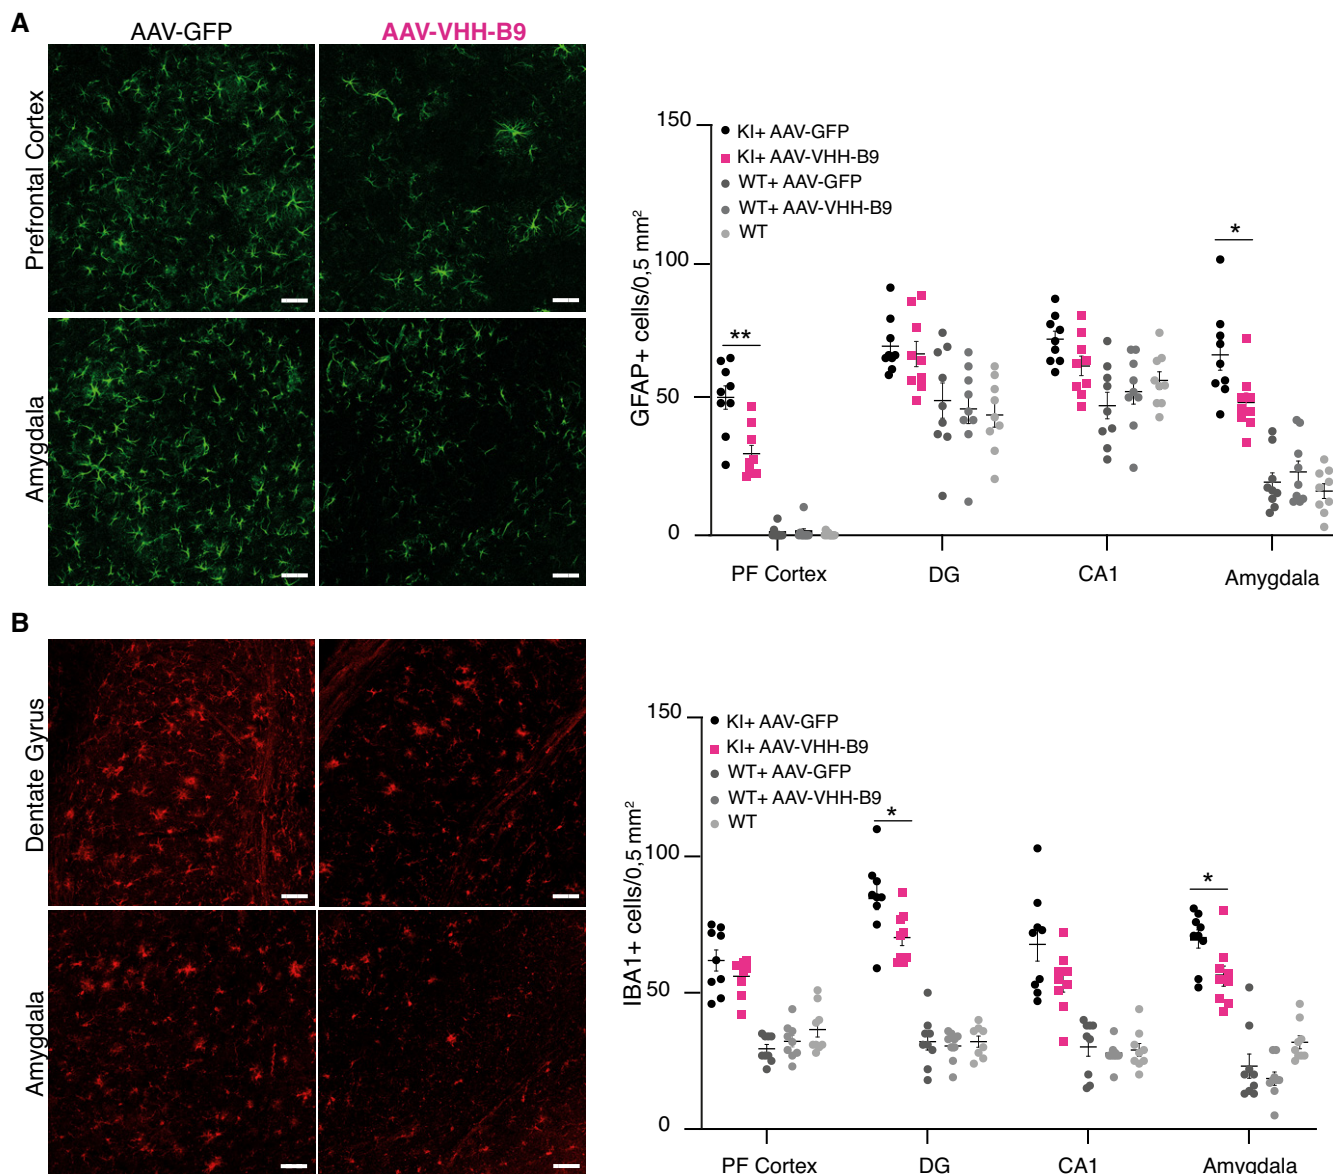 A
AAV-GFP
AAV-VHH-B9
Prefrontal Cortex
Amygdala
GFAP+ cells/0,5 mm²
150
100
50
0
KI+ AAV-GFP
KI+ AAV-VHH-B9
WT+ AAV-GFP
WT+ AAV-VHH-B9
WT
**
*
PF Cortex
DG
CA1
Amygdala
B
Dentate Gyrus
Amygdala
IBA1+ cells/0,5 mm²
150
100
50
0
KI+ AAV-GFP
KI+ AAV-VHH-B9
WT+ AAV-GFP
WT+ AAV-VHH-B9
WT
*
*
PF Cortex
DG
CA1
Amygdala